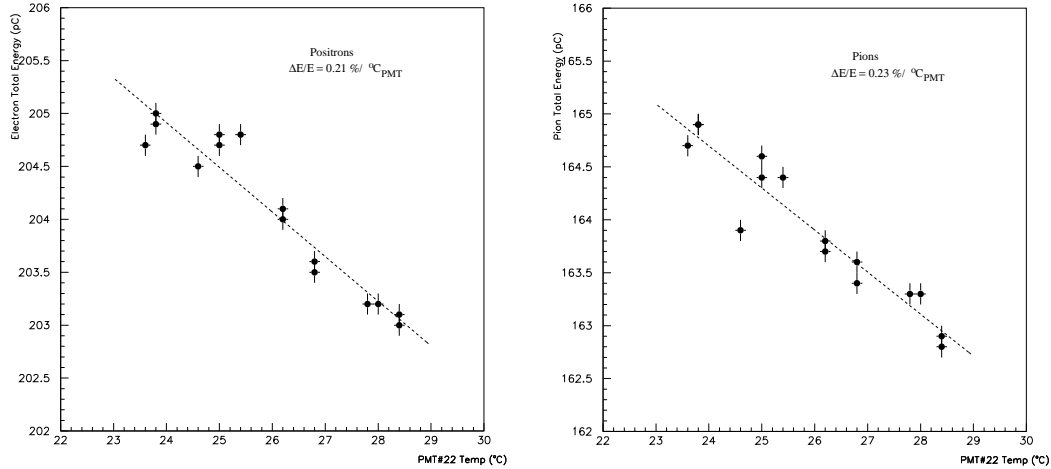 Electron Total Energy (pC)
206
205.5
205
204.5
204
203.5
203
202.5
202
Positrons
ΔE/E = 0.21 %/ °C PMT
22 23 24 25 26 27 28 29 30
PMT#22 Temp (°C)
Pion Total Energy (pC)
166
165.5
165
164.5
164
163.5
163
162.5
162
Pions
ΔE/E = 0.23 %/ °C PMT
22 23 24 25 26 27 28 29 30
PMT#22 Temp (°C)